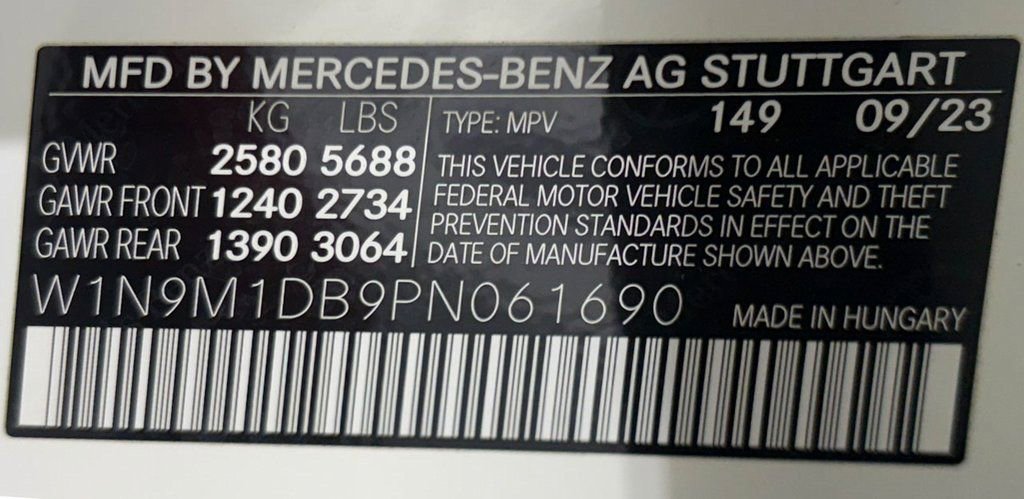 MFD BY MERCEDES-BENZ AG STUTTGART
KG LBS
GVWR 2580 5688
GAWR FRONT 1240 2734
GAWR REAR 1390 3064
TYPE: MPV 149 09/23
THIS VEHICLE CONFORMS TO ALL APPLICABLE
FEDERAL MOTOR VEHICLE SAFETY AND THEFT
PREVENTION STANDARDS IN EFFECT ON THE
DATE OF MANUFACTURE SHOWN ABOVE.
W1N9M1DB9PN061690
MADE IN HUNGARY